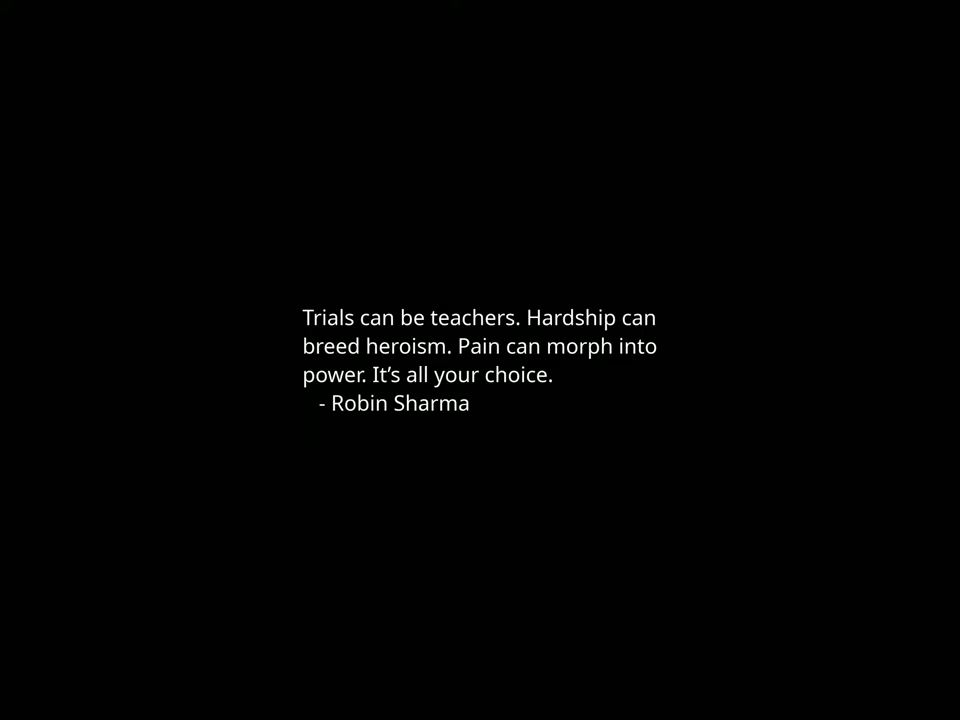 Trials can be teachers. Hardship can
breed heroism. Pain can morph into
power. It’s all your choice.
- Robin Sharma